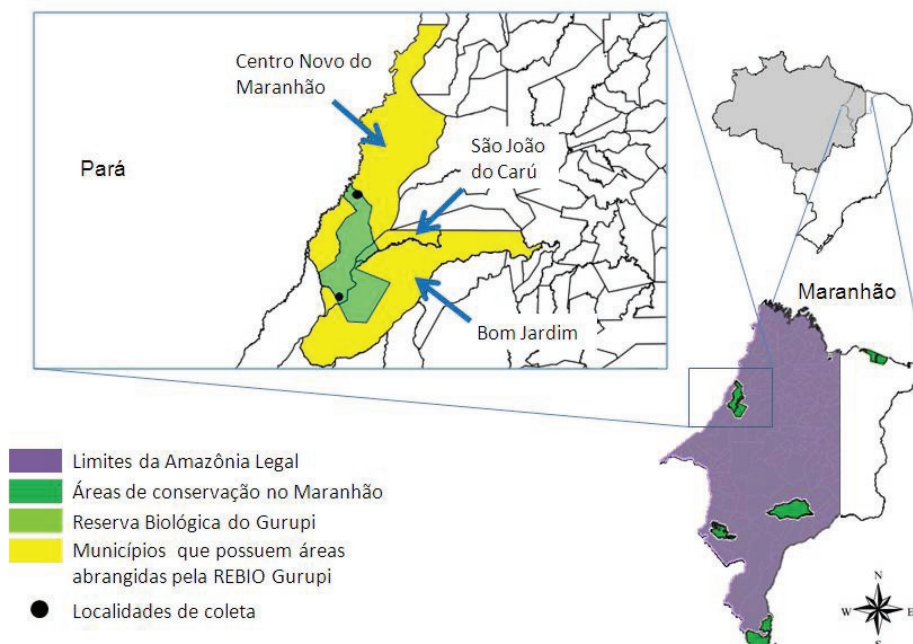 Centro Novo do
Maranhão
São João
do Carú
Pará
Bom Jardim
Maranhão
Limites da Amazônia Legal
Áreas de conservação no Maranhão
Reserva Biológica do Gurupi
Municípios que possuem áreas
abrangidas pela REBIO Gurupi
Localidades de coleta
N
W
E
S